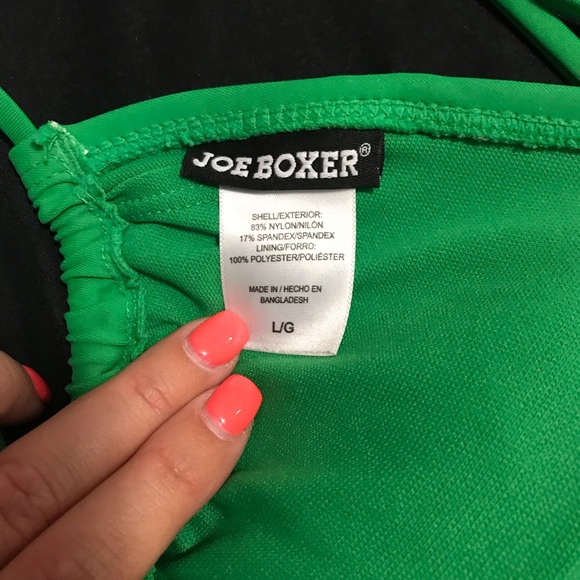 JOE BOXER®
SHELL/EXTERIOR:
83% NYLON/NILÓN
17% SPANDEX/SPANDEX
LINING/FORRO:
100% POLYESTER/POLIÉSTER
MADE IN / HECHO EN
BANGLADESH
L/G